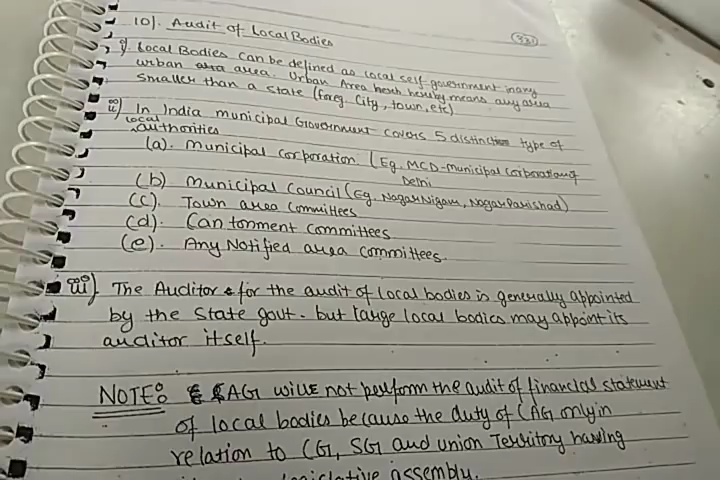 331
10). Audit of Local Bodies
i) Local Bodies can be defined as local self government in any
urban area. Urban Area hereby means any area
smaller than a state (for eg. City, town, etc)
ii) In India municipal Government covers 5 distinct type of
local authorities
(a). Municipal corporation. (Eg. MCD-municipal corporation of
Delhi
(b) Municipal Council (Eg. Nagar Nigam, Nagar Parishad)
(c). Town area committees
(d). Cantonment committees
(e). Any Notified area committees.
iii) The Auditor for the audit of local bodies is generally appointed
by the state govt. but large local bodies may appoint its
auditor itself.
NOTE: CAG will not perform the audit of financial statement
of local bodies because the duty of CAG only in
relation to CG, SG and union Territory having
legislative assembly.